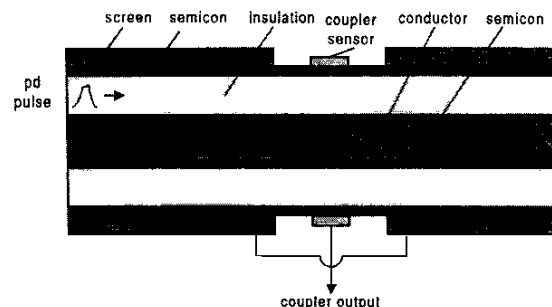 screen semicon insulation coupler sensor conductor semicon
pd pulse
coupler output